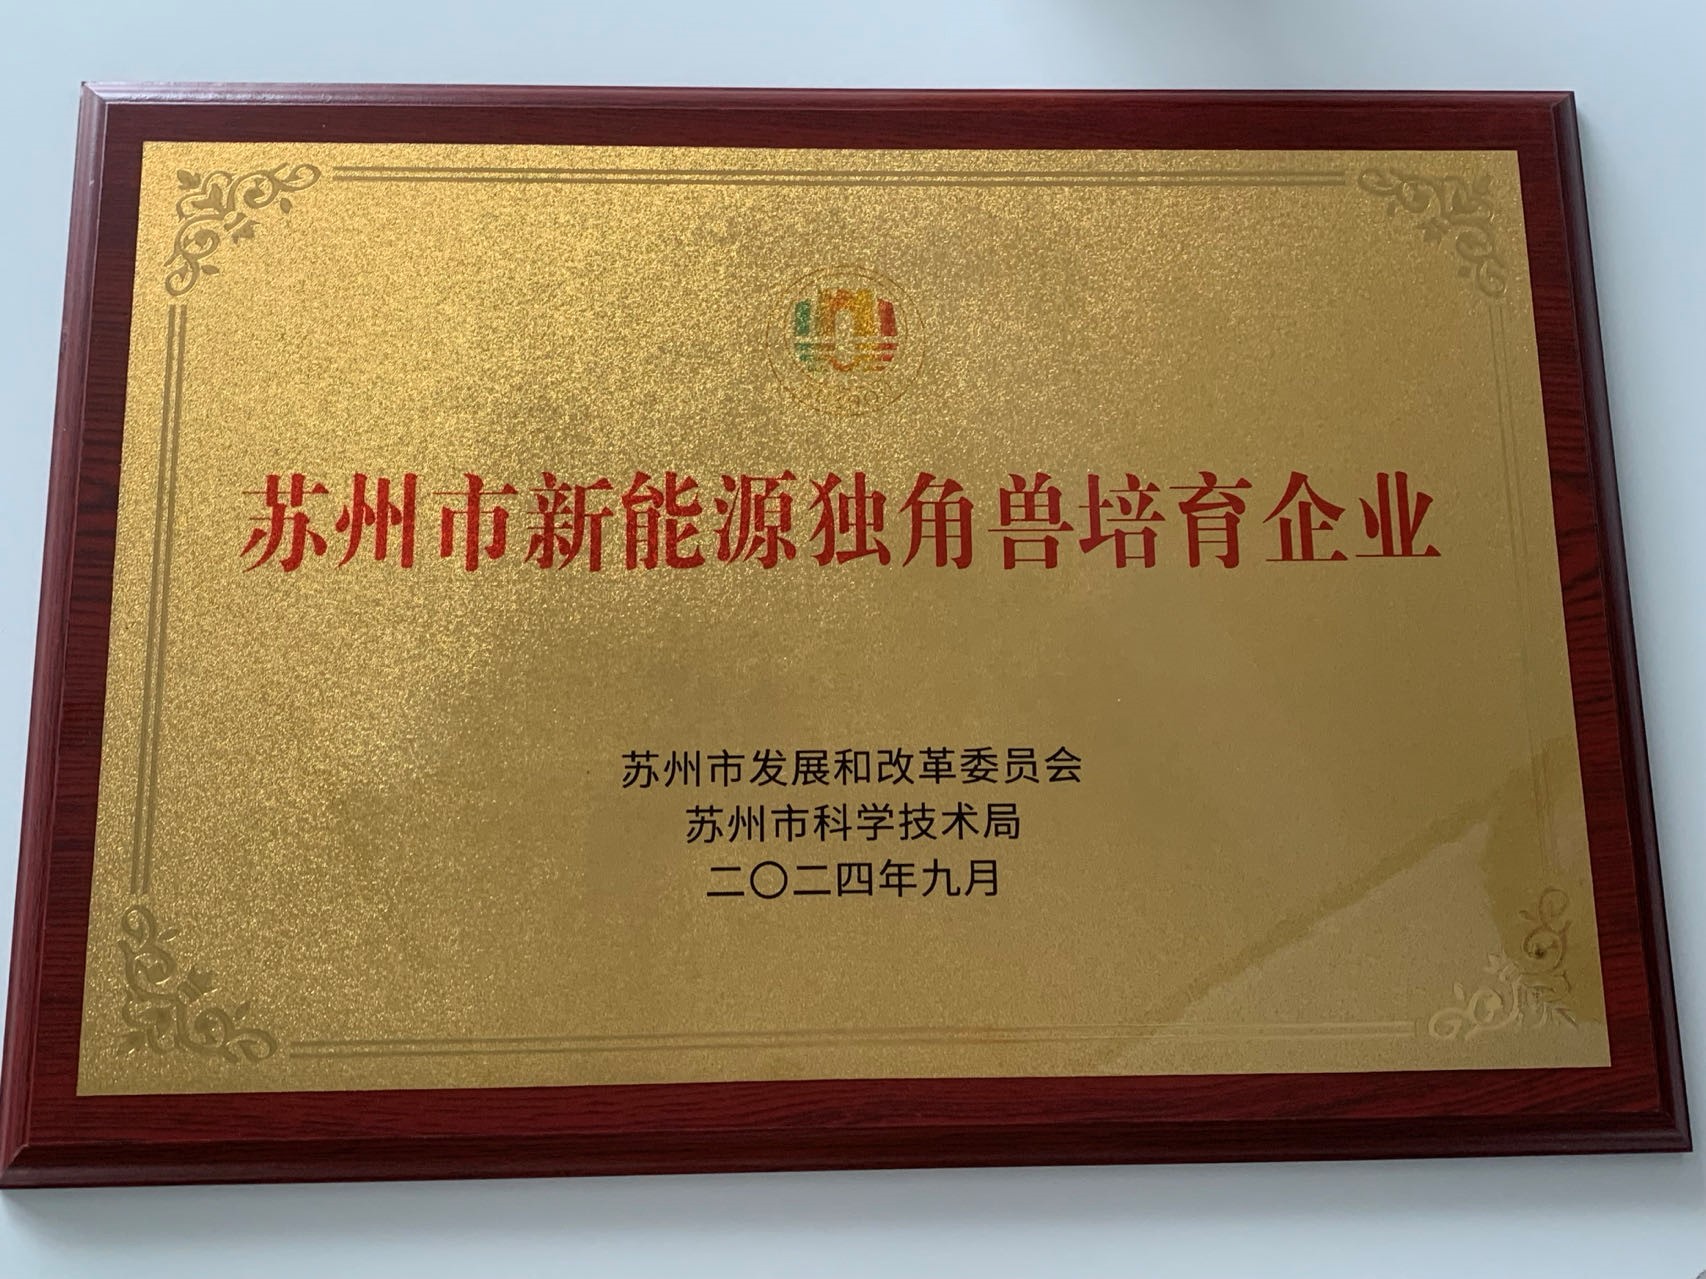 苏州市新能源独角兽培育企业
苏州市发展和改革委员会
苏州市科学技术局
二〇二四年九月